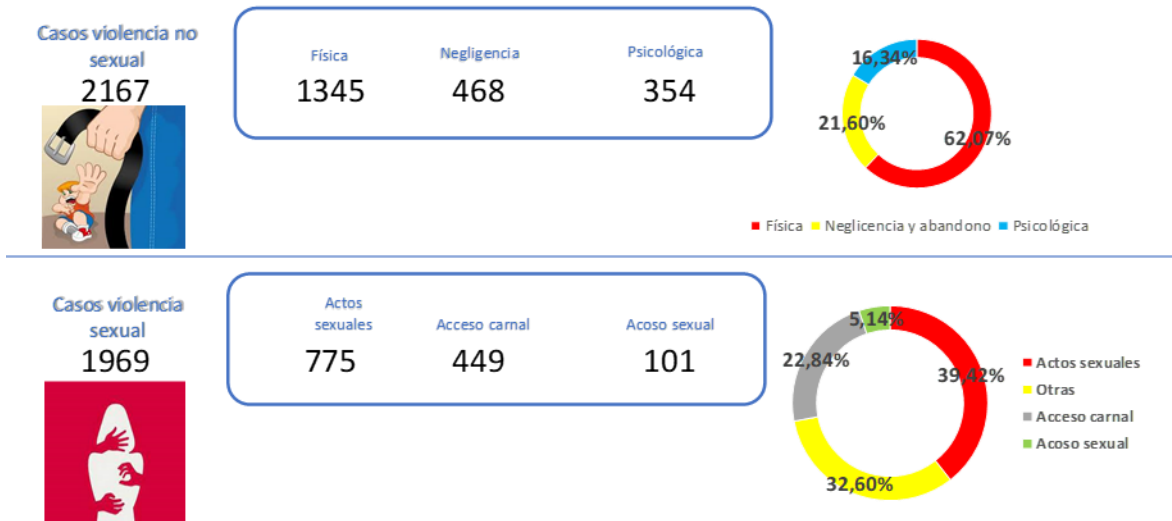 Casos violencia no
sexual
2167
Física
Negligencia
Psicológica
1345
468
354
16,34%
21,60%
62,07%
Física
Neglicencia y abandono
Psicológica
Casos violencia
sexual
1969
Actos
sexuales
Acceso carnal
Acoso sexual
775
449
101
5,14%
22,84%
39,42%
32,60%
Actos sexuales
Otras
Acceso carnal
Acoso sexual